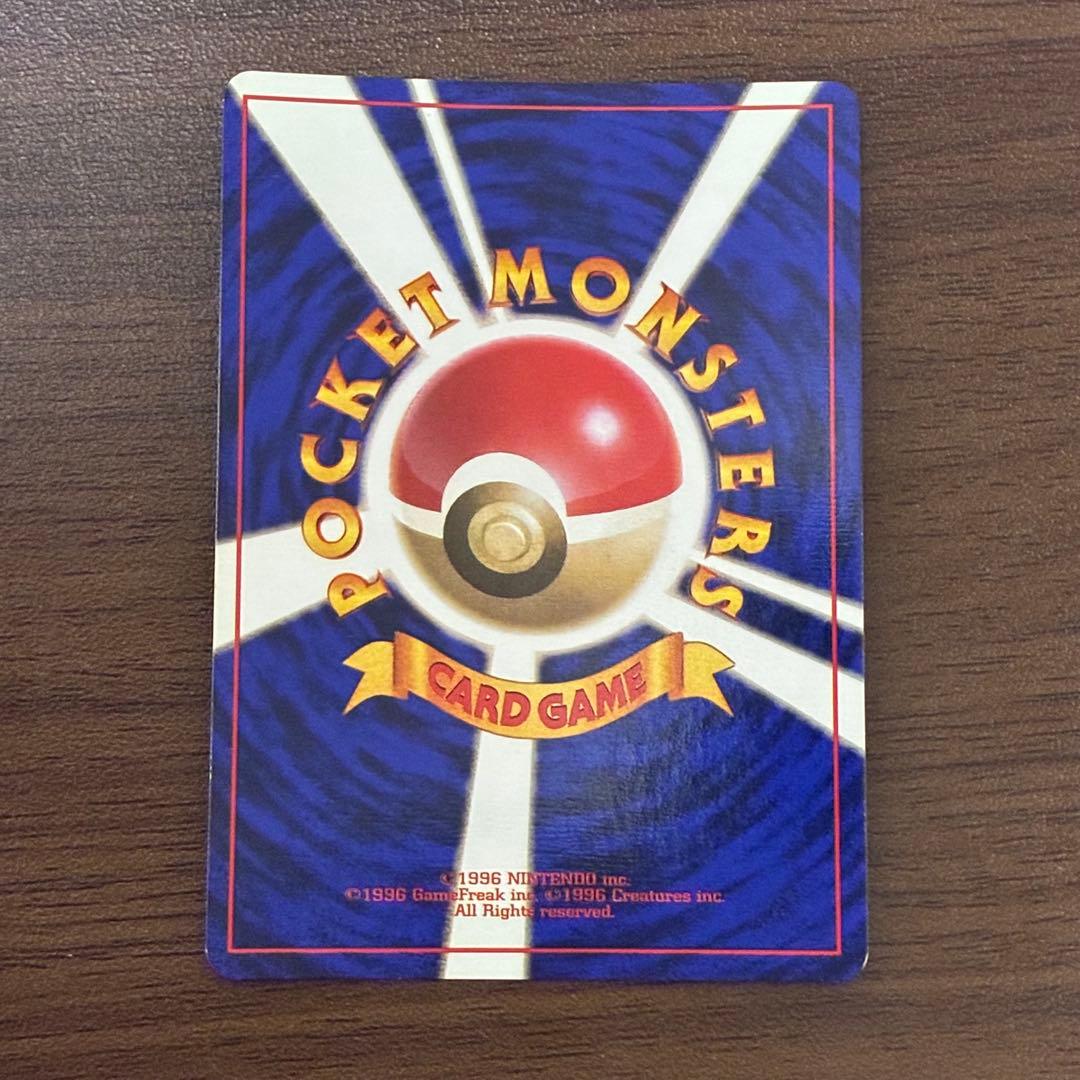 POCKET MONSTERS
CARD GAME
©1996 NINTENDO inc.
©1996 GameFreak inc. ©1996 Creatures inc.
All Rights reserved.